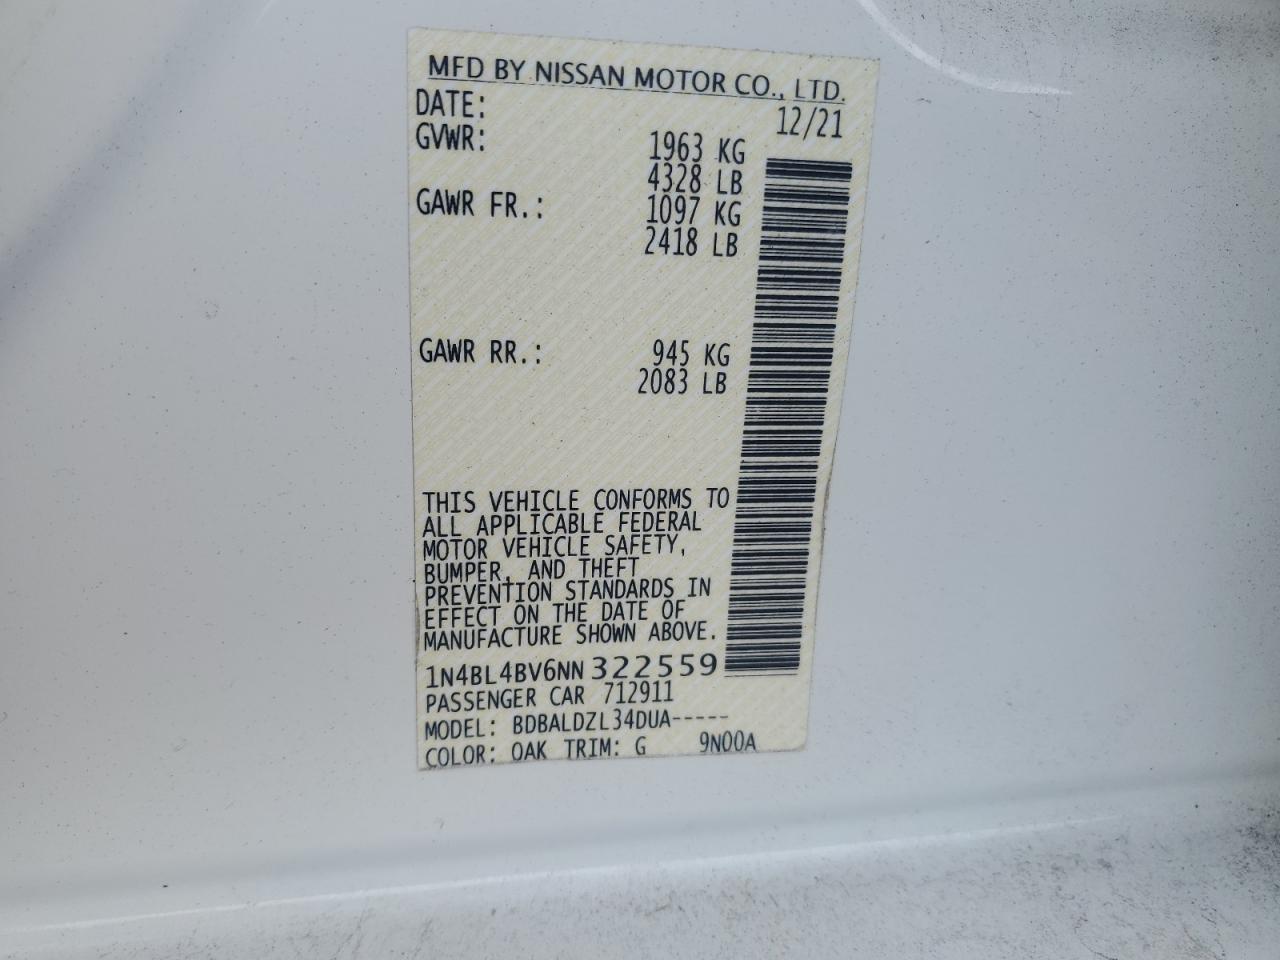 MFD BY NISSAN MOTOR CO., LTD.
DATE: 12/21
GVWR: 1963 KG
4328 LB
GAWR FR.: 1097 KG
2418 LB
GAWR RR.: 945 KG
2083 LB
THIS VEHICLE CONFORMS TO
ALL APPLICABLE FEDERAL
MOTOR VEHICLE SAFETY,
BUMPER, AND THEFT
PREVENTION STANDARDS IN
EFFECT ON THE DATE OF
MANUFACTURE SHOWN ABOVE.
1N4BL4BV6NN322559
PASSENGER CAR 712911
MODEL: BDBALDZL34DUA-----
COLOR: OAK TRIM: G 9N00A